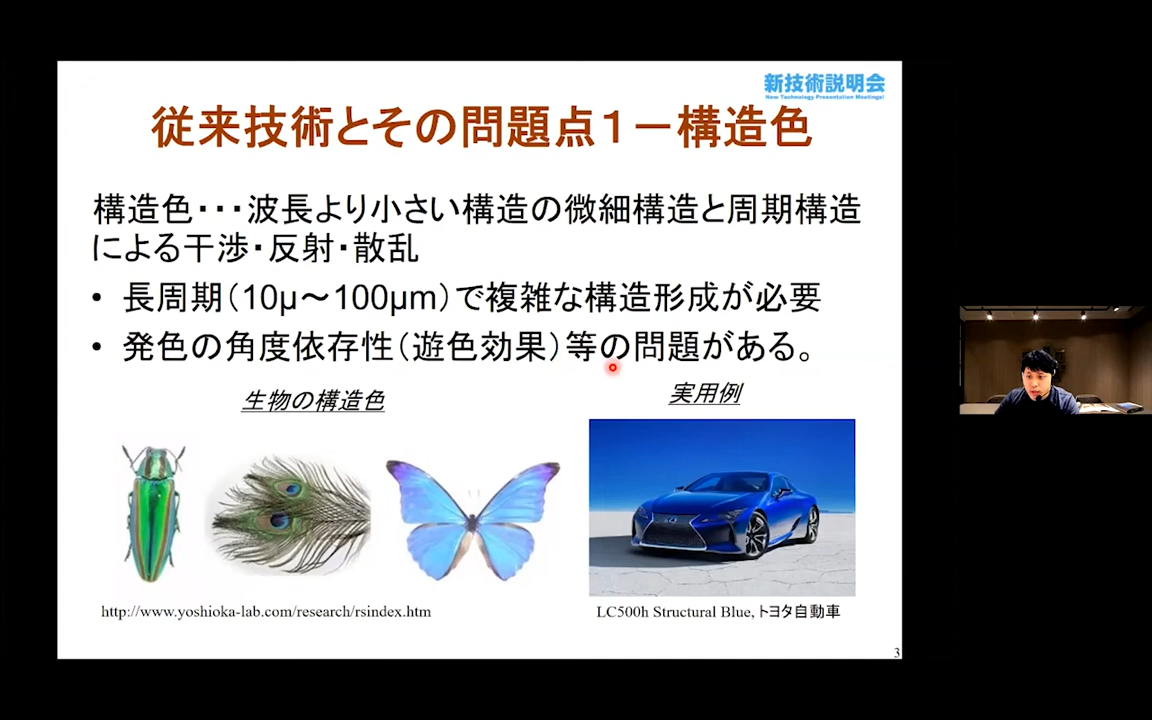 新技術説明会
New Technology Presentation Meetings!
従来技術とその問題点１－構造色
構造色･･･波長より小さい構造の微細構造と周期構造
による干渉・反射・散乱
• 長周期（10μ～100μm）で複雑な構造形成が必要
• 発色の角度依存性（遊色効果）等の問題がある。
生物の構造色
実用例
http://www.yoshioka-lab.com/research/rsindex.htm
LC500h Structural Blue, トヨタ自動車
3